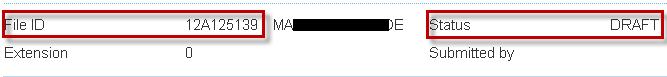 File ID 12A125139 MA DE Status DRAFT
Extension 0 Submitted by